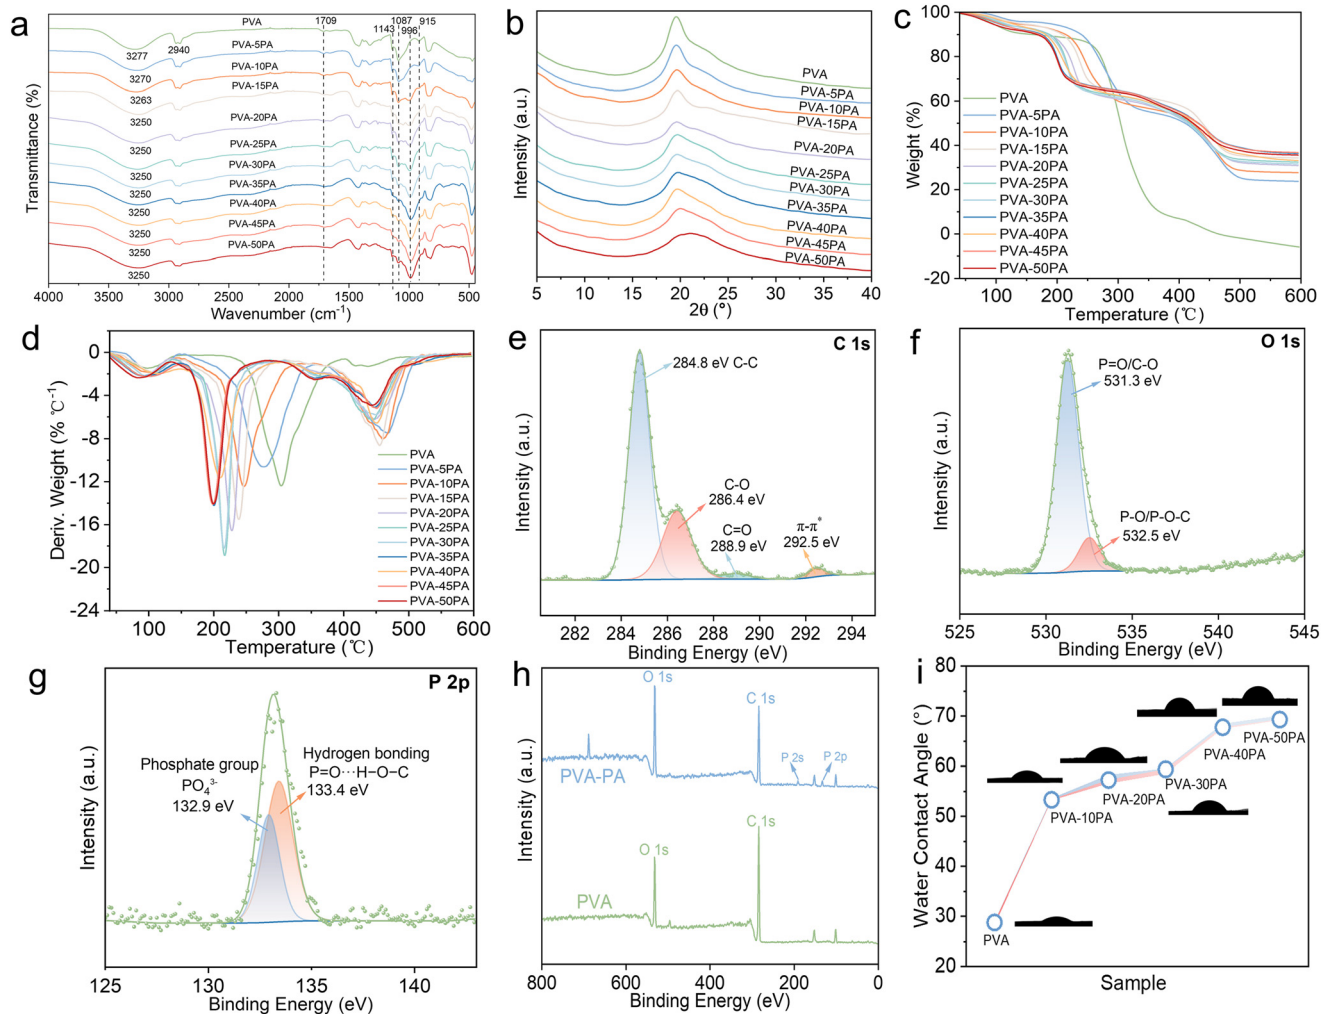 a
PVA
1709
1087
915
1143
996
3277
2940
PVA-5PA
3270
PVA-10PA
3263
PVA-15PA
3250
PVA-20PA
3250
PVA-25PA
3250
PVA-30PA
3250
PVA-35PA
3250
PVA-40PA
3250
PVA-45PA
3250
PVA-50PA
3250
Transmittance (%)
4000
3500
3000
2500
2000
1500
1000
500
Wavenumber (cm⁻¹)
b
PVA
PVA-5PA
PVA-10PA
PVA-15PA
PVA-20PA
PVA-25PA
PVA-30PA
PVA-35PA
PVA-40PA
PVA-45PA
PVA-50PA
Intensity (a.u.)
5
10
15
20
25
30
35
40
2θ (°)
c
100
80
60
40
20
0
-20
Weight (%)
PVA
PVA-5PA
PVA-10PA
PVA-15PA
PVA-20PA
PVA-25PA
PVA-30PA
PVA-35PA
PVA-40PA
PVA-45PA
PVA-50PA
100
200
300
400
500
600
Temperature (℃)
d
0
-4
-8
-12
-16
-20
-24
Deriv. Weight (% ℃⁻¹)
PVA
PVA-5PA
PVA-10PA
PVA-15PA
PVA-20PA
PVA-25PA
PVA-30PA
PVA-35PA
PVA-40PA
PVA-45PA
PVA-50PA
100
200
300
400
500
600
Temperature (℃)
e
C 1s
284.8 eV C-C
C-O
286.4 eV
C=O
288.9 eV
π-π*
292.5 eV
Intensity (a.u.)
282
284
286
288
290
292
294
Binding Energy (eV)
f
O 1s
P=O/C-O
531.3 eV
P-O/P-O-C
532.5 eV
Intensity (a.u.)
525
530
535
540
545
Binding Energy (eV)
g
P 2p
Phosphate group
PO₄³⁻
132.9 eV
Hydrogen bonding
P=O···H-O-C
133.4 eV
Intensity (a.u.)
125
130
135
140
Binding Energy (eV)
h
O 1s
C 1s
P 2s
P 2p
PVA-PA
O 1s
C 1s
PVA
Intensity (a.u.)
800
600
400
200
0
Binding Energy (eV)
i
80
70
60
50
40
30
20
Water Contact Angle (°)
PVA
PVA-10PA
PVA-20PA
PVA-30PA
PVA-40PA
PVA-50PA
Sample